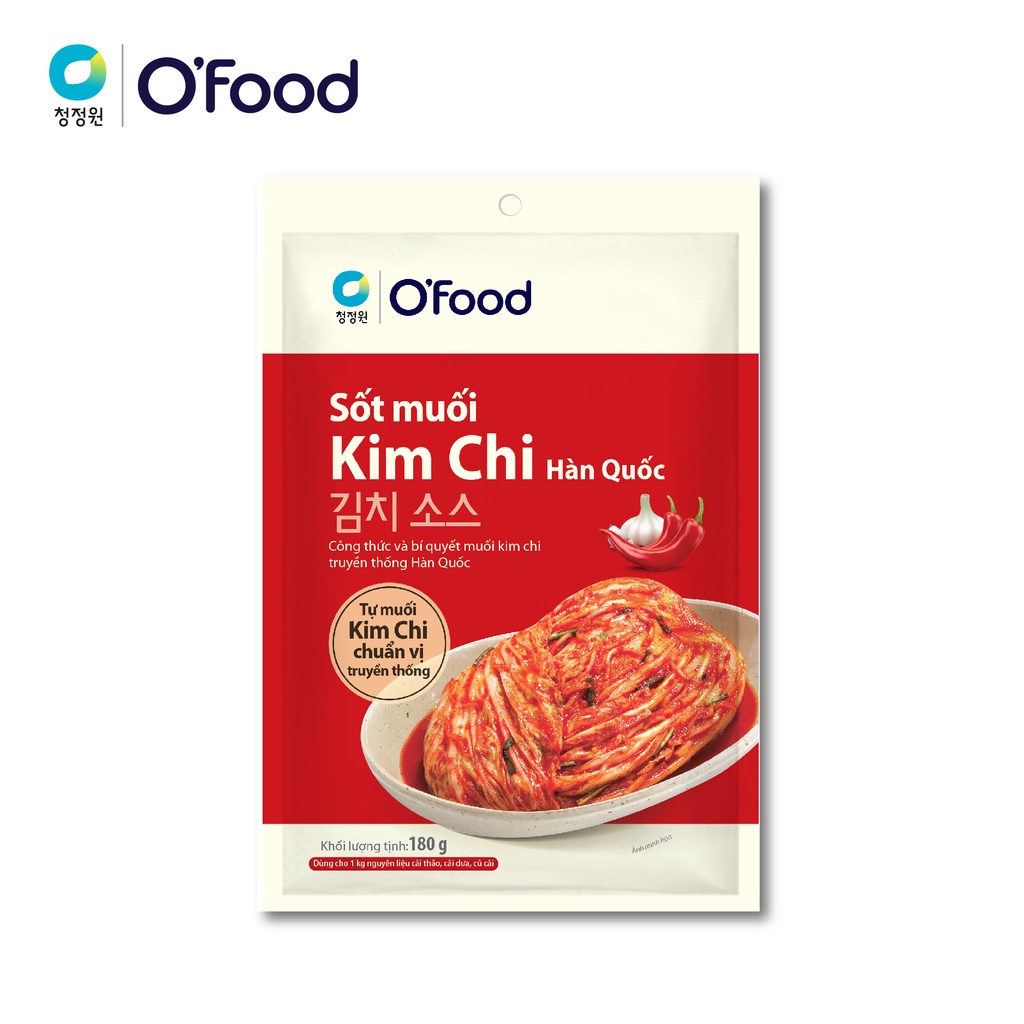 청정원
O'Food
청정원
O'Food
Sốt muối
Kim Chi Hàn Quốc
김치 소스
Công thức và bí quyết muối kim chi
truyền thống Hàn Quốc
Tự muối
Kim Chi
chuẩn vị
truyền thống
Khối lượng tịnh:180 g
Dùng cho 1 kg nguyên liệu cải thảo, cải dưa, củ cải
Ảnh minh họa